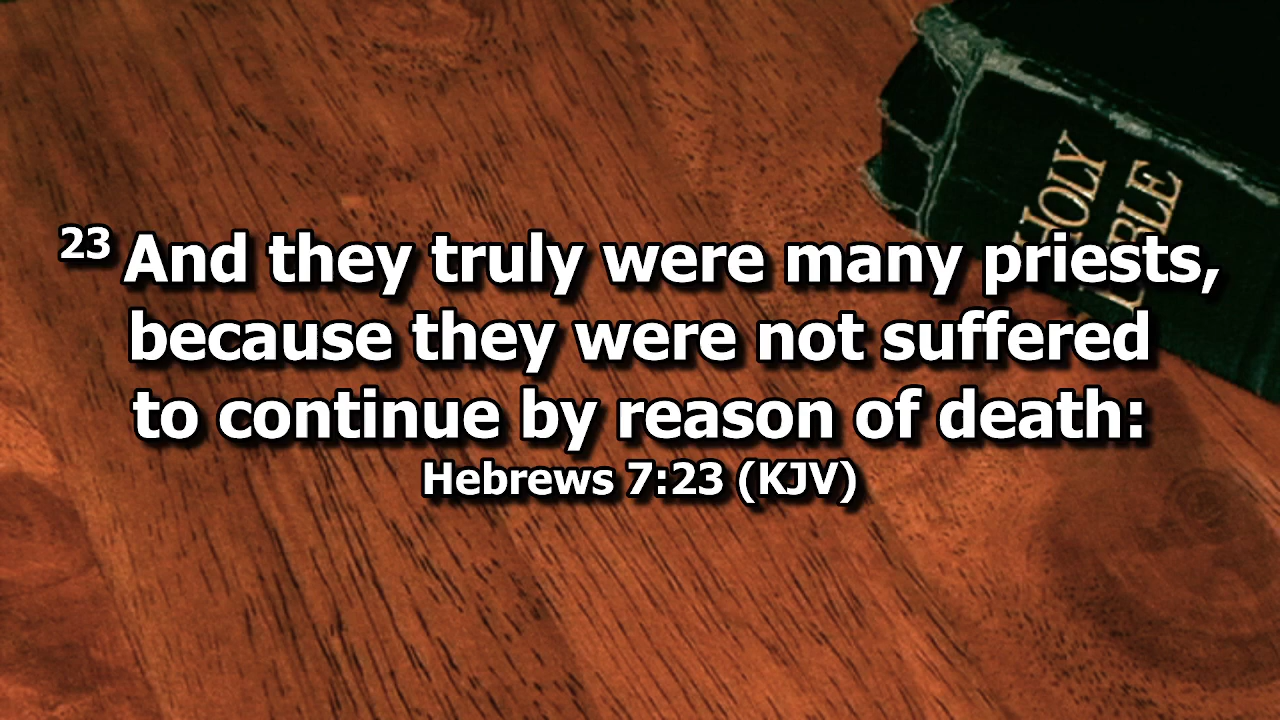 HOLY
BIBLE
23 And they truly were many priests,
because they were not suffered
to continue by reason of death:
Hebrews 7:23 (KJV)